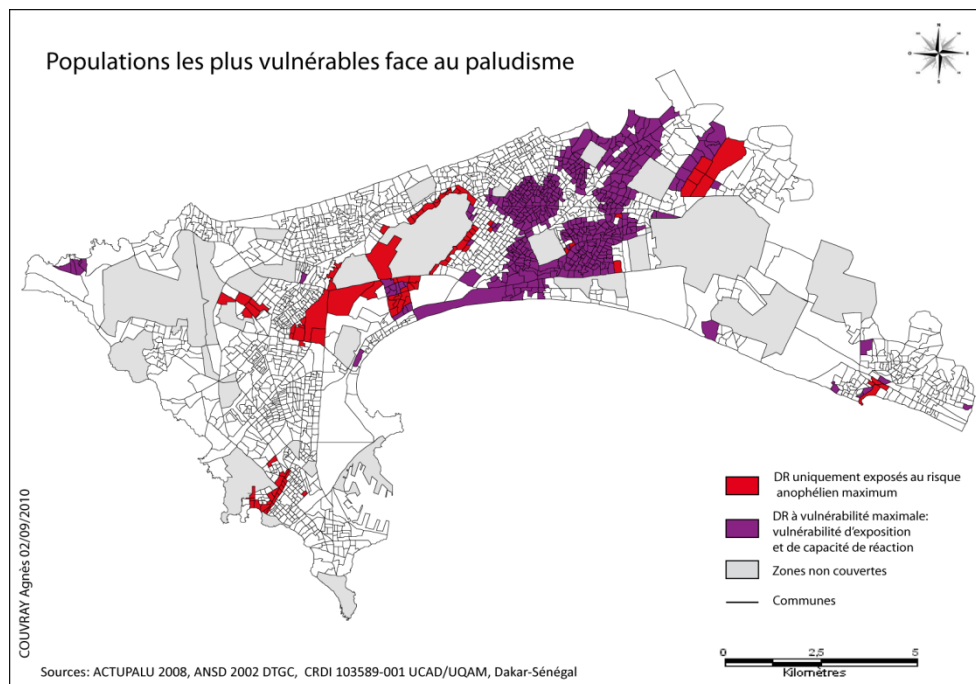 Populations les plus vulnérables face au paludisme
DR uniquement exposés au risque
anophélien maximum
DR à vulnérabilité maximale:
vulnérabilité d'exposition
et de capacité de réaction
Zones non couvertes
Communes
0 2,5 5
Kilomètres
COUVRAY Agnès 02/09/2010
Sources: ACTUPALU 2008, ANSD 2002 DTGC, CRDI 103589-001 UCAD/UQAM, Dakar-Sénégal